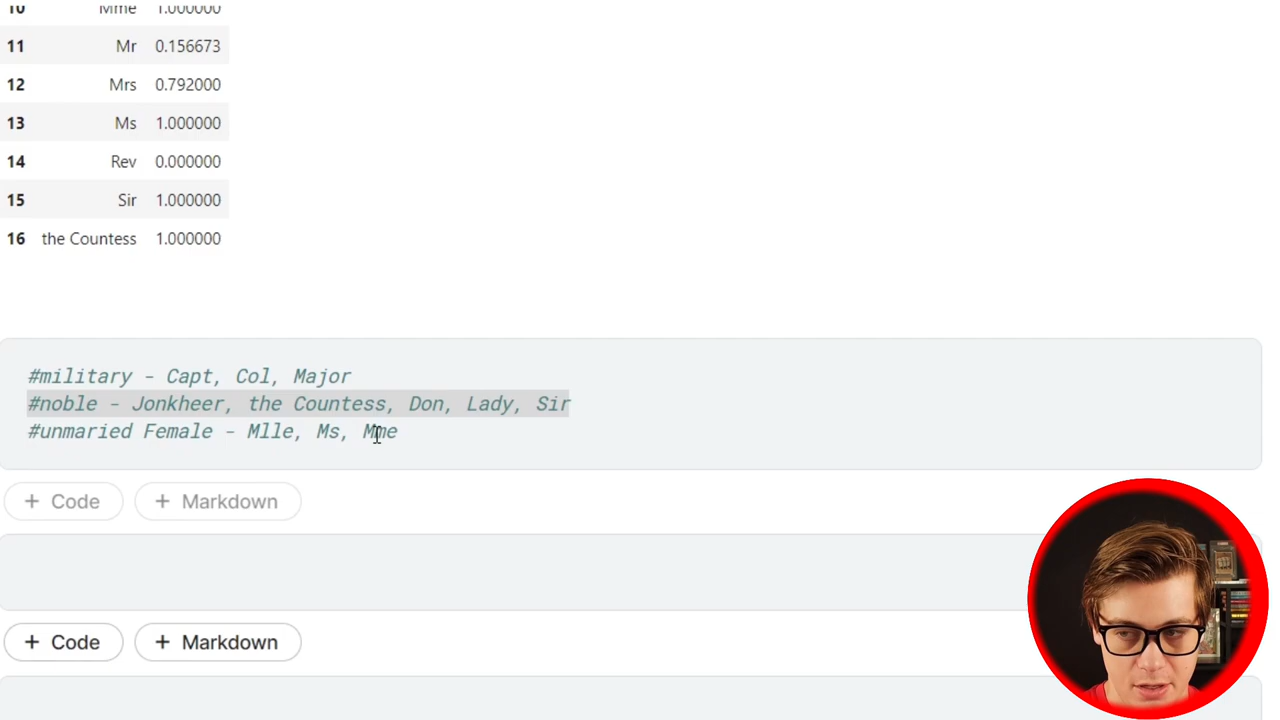 10 Mme 1.000000
11 Mr 0.156673
12 Mrs 0.792000
13 Ms 1.000000
14 Rev 0.000000
15 Sir 1.000000
16 the Countess 1.000000
#military - Capt, Col, Major
#noble - Jonkheer, the Countess, Don, Lady, Sir
#unmaried Female - Mlle, Ms, Mme
+ Code + Markdown
+ Code + Markdown